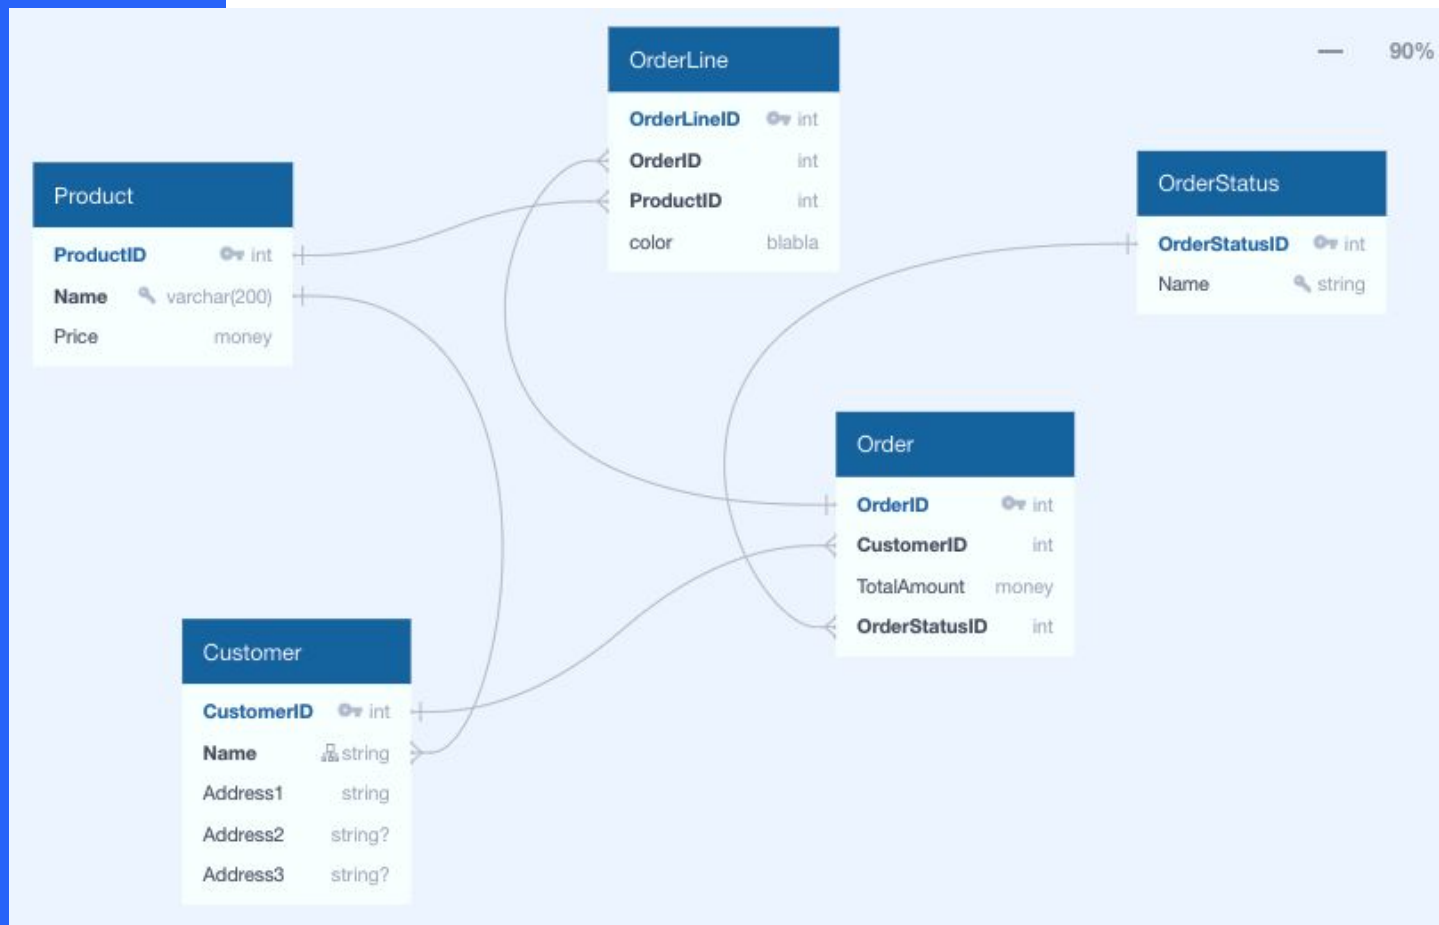 90%
OrderLine
OrderLineID int
OrderID int
ProductID int
color blabla
Product
ProductID int
Name varchar(200)
Price money
OrderStatus
OrderStatusID int
Name string
Order
OrderID int
CustomerID int
TotalAmount money
OrderStatusID int
Customer
CustomerID int
Name string
Address1 string
Address2 string?
Address3 string?